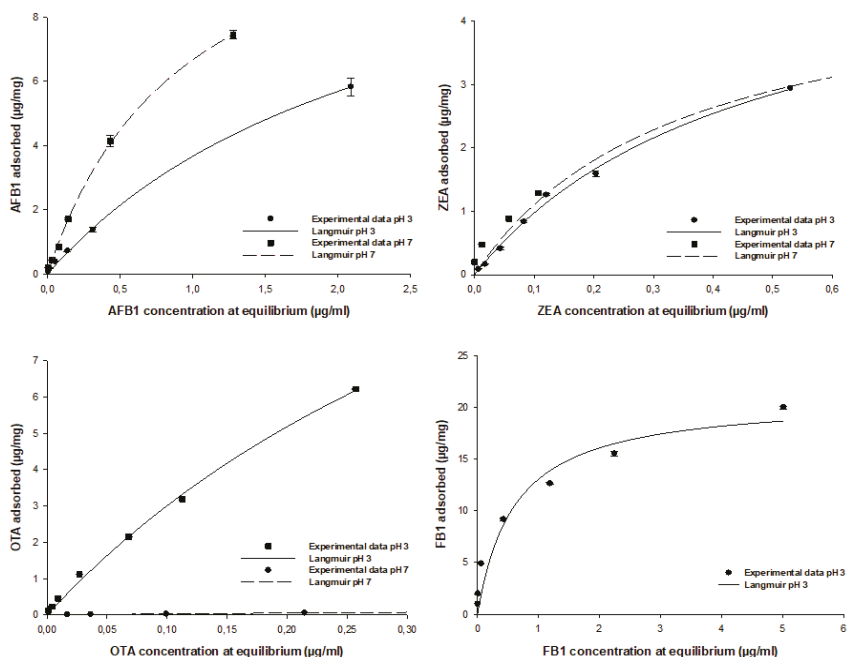 8
6
4
2
0
AFB1 adsorbed (µg/mg)
Experimental data pH 3
Langmuir pH 3
Experimental data pH 7
Langmuir pH 7
0,0
0,5
1,0
1,5
2,0
2,5
AFB1 concentration at equilibrium (µg/ml)
4
3
2
1
0
ZEA adsorbed (µg/mg)
Experimental data pH 3
Langmuir pH 3
Experimental data pH 7
Langmuir pH 7
0,0
0,1
0,2
0,3
0,4
0,5
0,6
ZEA concentration at equilibrium (µg/ml)
7
6
5
4
3
2
1
0
OTA adsorbed (µg/mg)
Experimental data pH 3
Langmuir pH 3
Experimental data pH 7
Langmuir pH 7
0,00
0,05
0,10
0,15
0,20
0,25
0,30
OTA concentration at equilibrium (µg/ml)
25
20
15
10
5
0
FB1 adsorbed (µg/mg)
Experimental data pH 3
Langmuir pH 3
0
1
2
3
4
5
6
FB1 concentration at equilibrium (µg/ml)